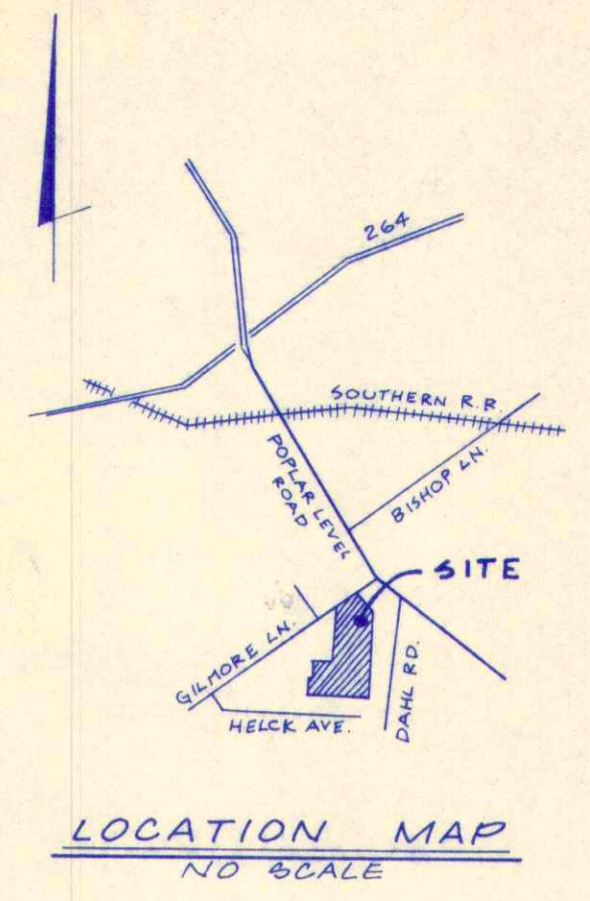 264
SOUTHERN R.R.
POPLAR LEVEL
ROAD
BISHOP LN.
SITE
GILMORE LN.
DAHL RD.
HELCK AVE.
LOCATION MAP
NO SCALE